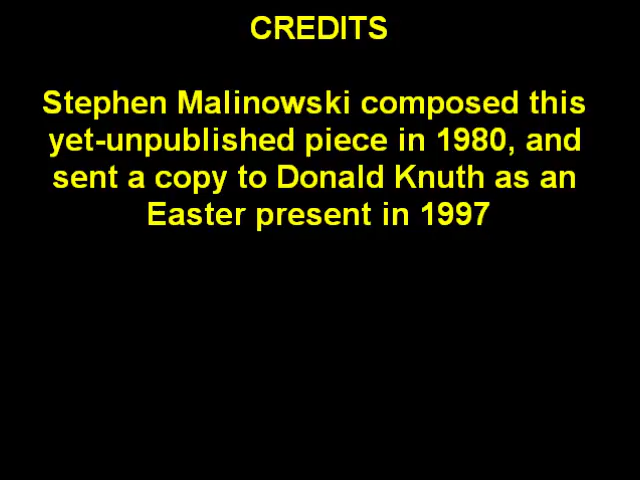 CREDITS
Stephen Malinowski composed this
yet-unpublished piece in 1980, and
sent a copy to Donald Knuth as an
Easter present in 1997